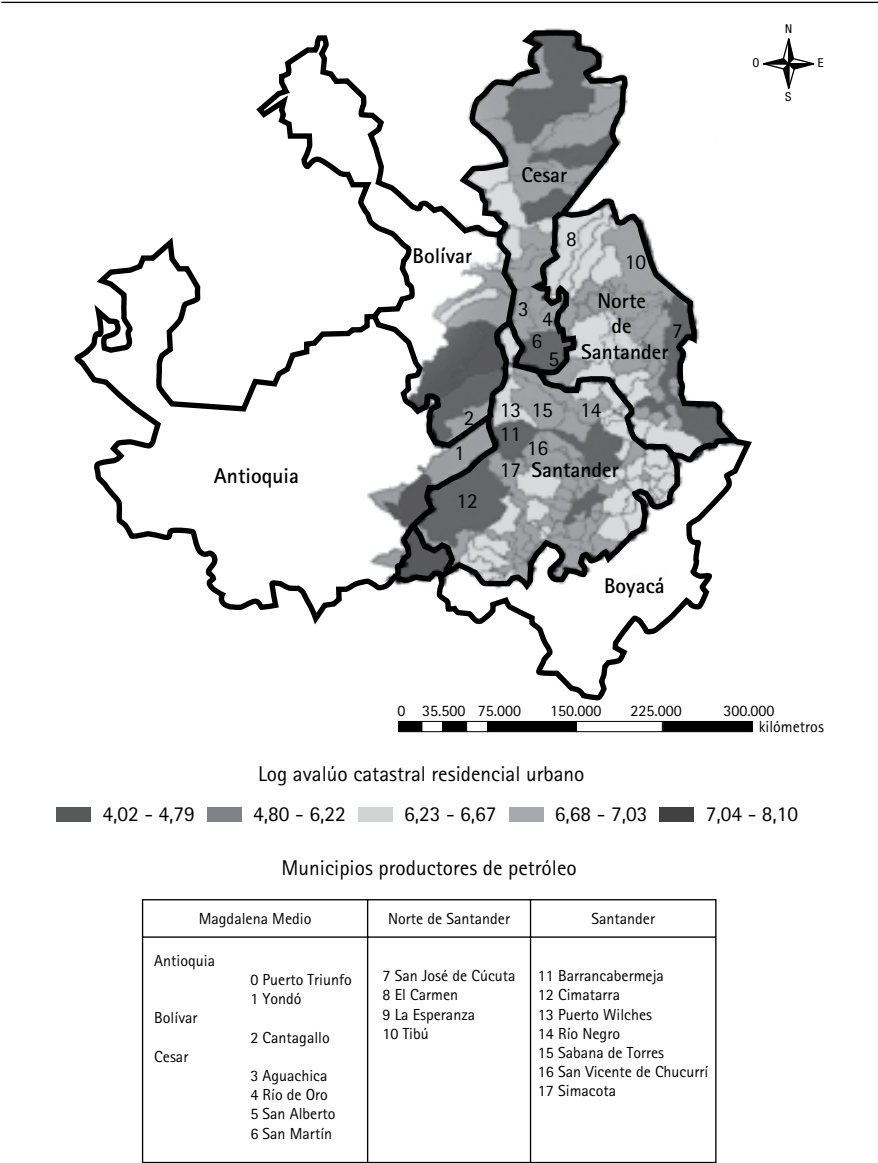 N
O E
S
Cesar
Bolívar
8
10
Norte
de
Santander
3
4
7
6
5
2
13 15 14
11
1
16
Antioquia
17 Santander
12
Boyacá
0 35.500 75.000 150.000 225.000 300.000
kilómetros
Log avalúo catastral residencial urbano
4,02 - 4,79 4,80 - 6,22 6,23 - 6,67 6,68 - 7,03 7,04 - 8,10
Municipios productores de petróleo
Magdalena Medio Norte de Santander Santander
Antioquia
0 Puerto Triunfo
1 Yondó
Bolívar
2 Cantagallo
Cesar
3 Aguachica
4 Río de Oro
5 San Alberto
6 San Martín
7 San José de Cúcuta
8 El Carmen
9 La Esperanza
10 Tibú
11 Barrancabermeja
12 Cimatarra
13 Puerto Wilches
14 Río Negro
15 Sabana de Torres
16 San Vicente de Chucurrí
17 Simacota